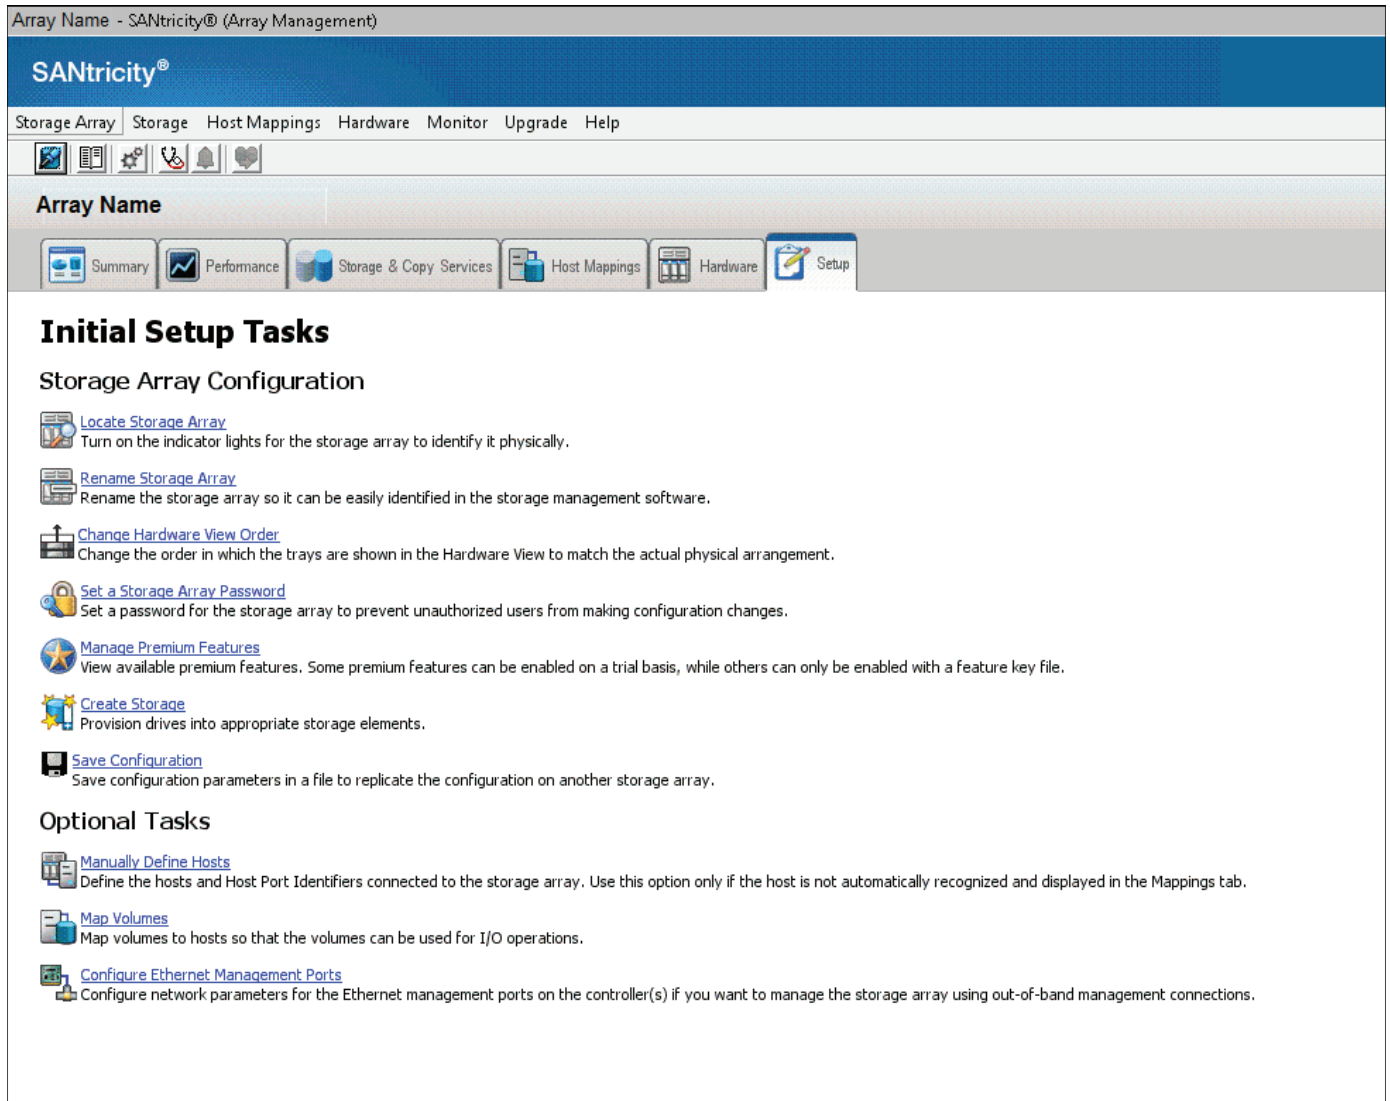 Array Name - SANtricity® (Array Management)
SANtricity®
Storage Array Storage Host Mappings Hardware Monitor Upgrade Help
Array Name
Summary Performance Storage & Copy Services Host Mappings Hardware Setup
Initial Setup Tasks
Storage Array Configuration
Locate Storage Array
Turn on the indicator lights for the storage array to identify it physically.
Rename Storage Array
Rename the storage array so it can be easily identified in the storage management software.
Change Hardware View Order
Change the order in which the trays are shown in the Hardware View to match the actual physical arrangement.
Set a Storage Array Password
Set a password for the storage array to prevent unauthorized users from making configuration changes.
Manage Premium Features
View available premium features. Some premium features can be enabled on a trial basis, while others can only be enabled with a feature key file.
Create Storage
Provision drives into appropriate storage elements.
Save Configuration
Save configuration parameters in a file to replicate the configuration on another storage array.
Optional Tasks
Manually Define Hosts
Define the hosts and Host Port Identifiers connected to the storage array. Use this option only if the host is not automatically recognized and displayed in the Mappings tab.
Map Volumes
Map volumes to hosts so that the volumes can be used for I/O operations.
Configure Ethernet Management Ports
Configure network parameters for the Ethernet management ports on the controller(s) if you want to manage the storage array using out-of-band management connections.